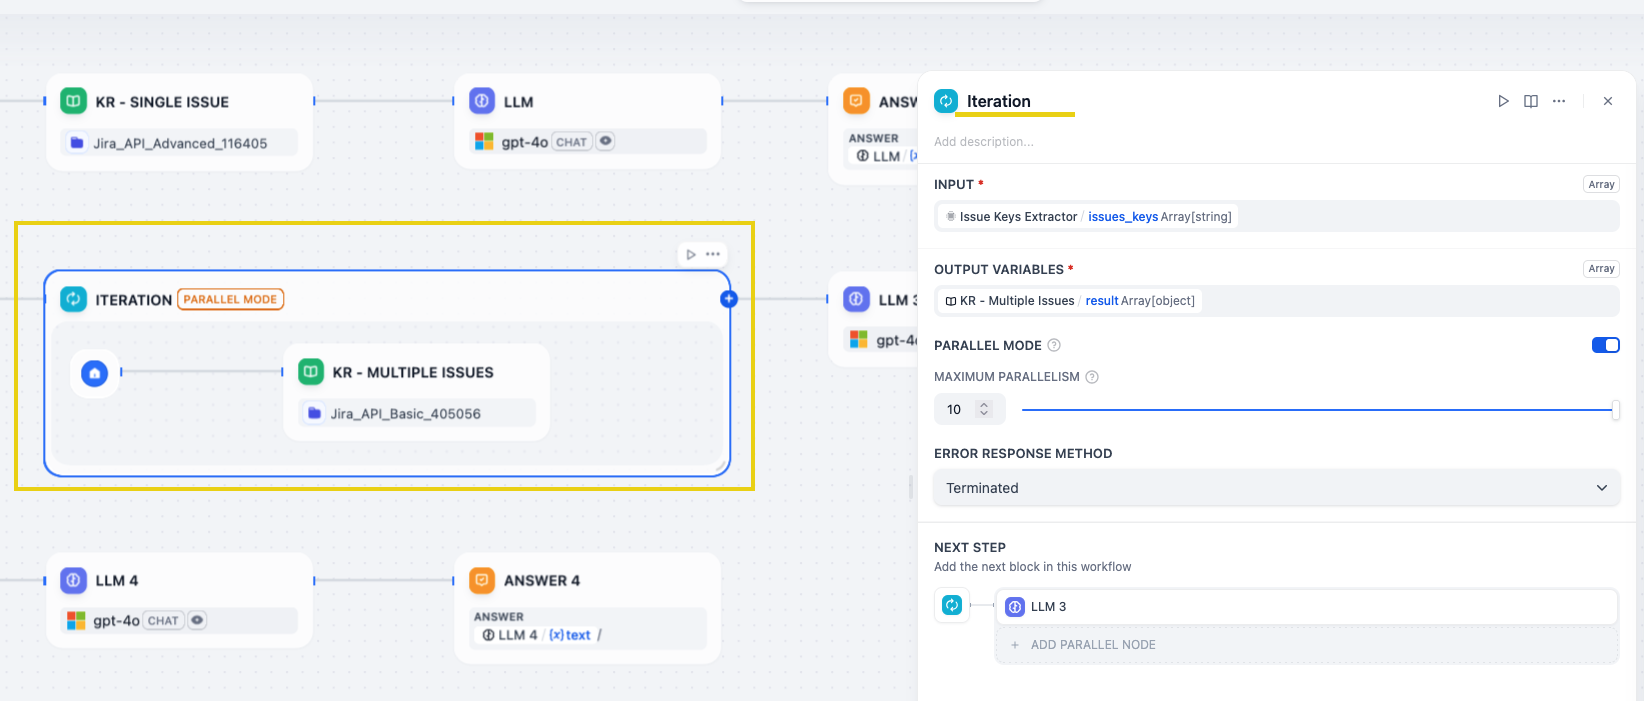 KR - SINGLE ISSUE
Jira_API_Advanced_116405
LLM
gpt-4o CHAT
ANSW
ANSWER
LLM /
ITERATION PARALLEL MODE
KR - MULTIPLE ISSUES
Jira_API_Basic_405056
LLM 3
gpt-4o
LLM 4
gpt-4o CHAT
ANSWER 4
ANSWER
LLM 4 / {x} text /
Iteration
Add description...
INPUT *
Array
Issue Keys Extractor / issues_keys Array[string]
OUTPUT VARIABLES *
Array
KR - Multiple Issues / result Array[object]
PARALLEL MODE
MAXIMUM PARALLELISM
10
ERROR RESPONSE METHOD
Terminated
NEXT STEP
Add the next block in this workflow
LLM 3
+ ADD PARALLEL NODE